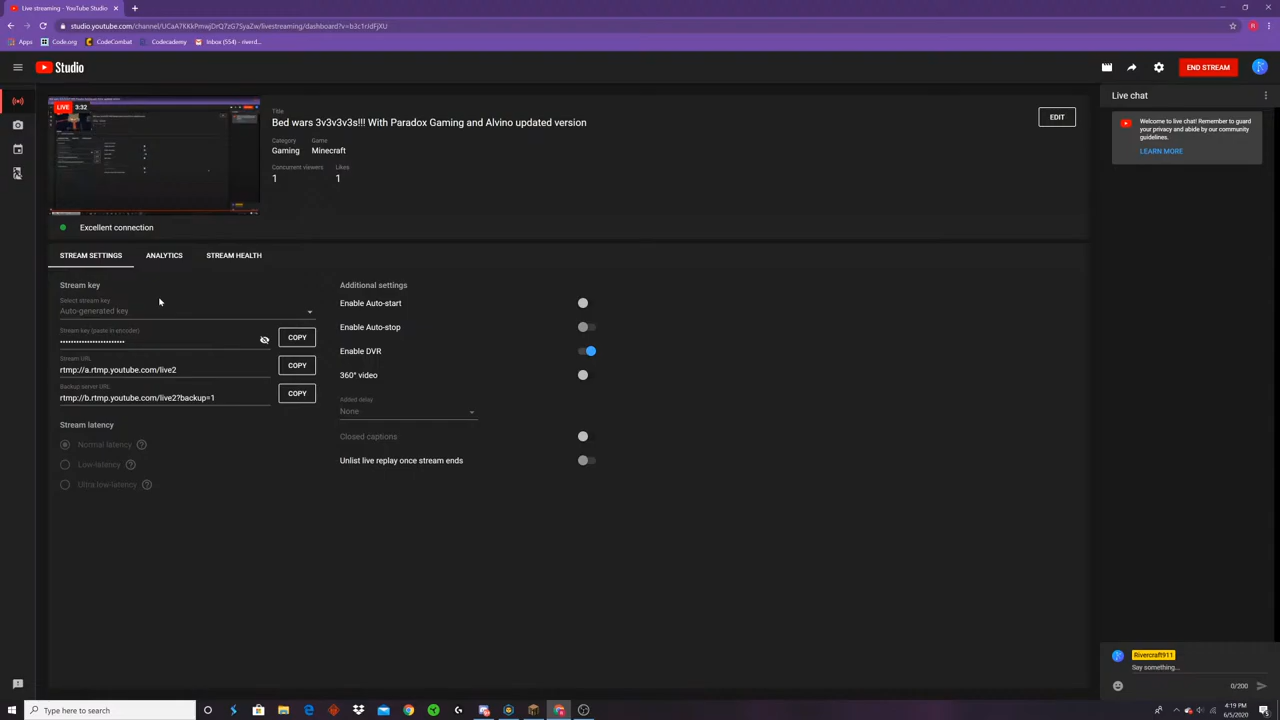 Live streaming - YouTube Studio
studio.youtube.com/channel/UCaA7KKkPmwjDrQ7zG7SyaZw/livestreaming/dashboard?v=b3c1rJdFjXU
Apps Code.org CodeCombat Codecademy Inbox (554) - riverd...
Studio
END STREAM
LIVE 3:32
Title
Bed wars 3v3v3v3s!!! With Paradox Gaming and Alvino updated version
EDIT
Category Game
Gaming Minecraft
Concurrent viewers Likes
1 1
Excellent connection
STREAM SETTINGS ANALYTICS STREAM HEALTH
Stream key
Select stream key
Auto-generated key
Stream key (paste in encoder)
•••••••••••••••••••••••• COPY
Stream URL
rtmp://a.rtmp.youtube.com/live2 COPY
Backup server URL
rtmp://b.rtmp.youtube.com/live2?backup=1 COPY
Stream latency
Normal latency
Low-latency
Ultra low-latency
Additional settings
Enable Auto-start
Enable Auto-stop
Enable DVR
360° video
Added delay
None
Closed captions
Unlist live replay once stream ends
Live chat
Welcome to live chat! Remember to guard
your privacy and abide by our community
guidelines.
LEARN MORE
Rivercraft911
Say something...
0/200
Type here to search
4:19 PM
6/5/2020